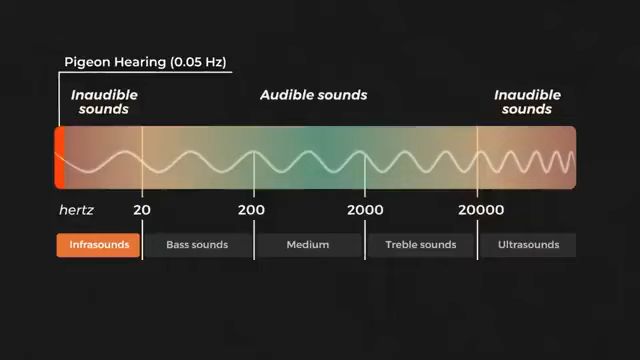 Pigeon Hearing (0.05 Hz)
Inaudible
sounds
Audible sounds
Inaudible
sounds
hertz 20 200 2000 20000
Infrasounds Bass sounds Medium Treble sounds Ultrasounds